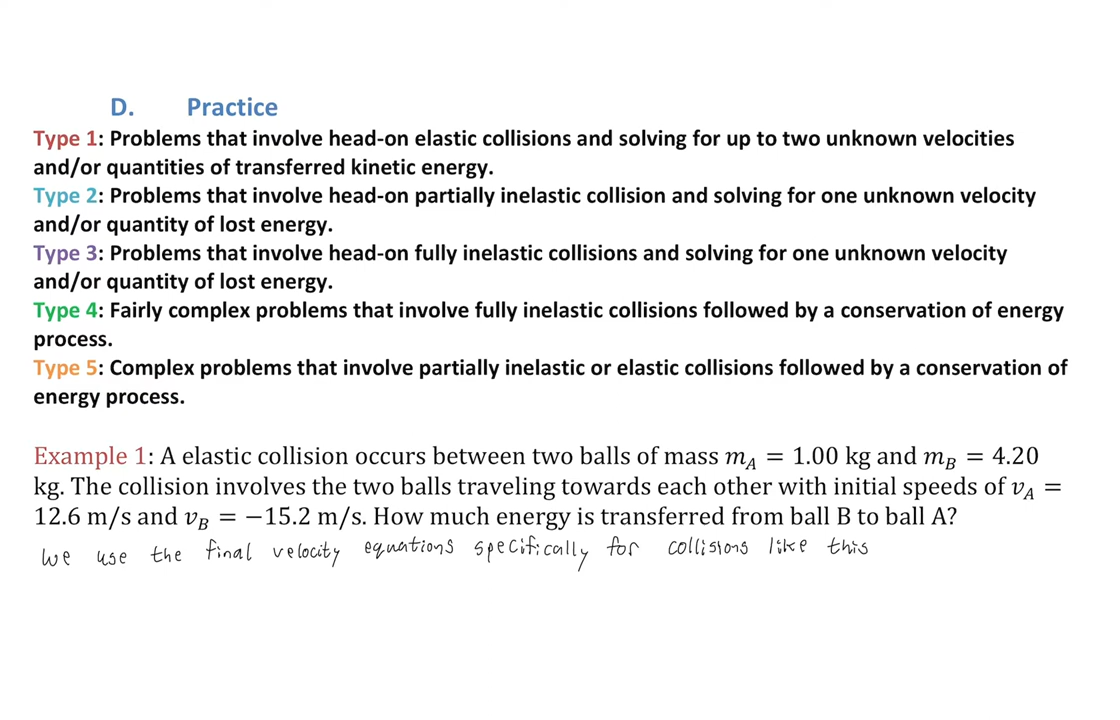 D. Practice
Type 1: Problems that involve head-on elastic collisions and solving for up to two unknown velocities
and/or quantities of transferred kinetic energy.
Type 2: Problems that involve head-on partially inelastic collision and solving for one unknown velocity
and/or quantity of lost energy.
Type 3: Problems that involve head-on fully inelastic collisions and solving for one unknown velocity
and/or quantity of lost energy.
Type 4: Fairly complex problems that involve fully inelastic collisions followed by a conservation of energy
process.
Type 5: Complex problems that involve partially inelastic or elastic collisions followed by a conservation of
energy process.
Example 1: A elastic collision occurs between two balls of mass m_A = 1.00 kg and m_B = 4.20
kg. The collision involves the two balls traveling towards each other with initial speeds of v_A =
12.6 m/s and v_B = −15.2 m/s. How much energy is transferred from ball B to ball A?
we use the final velocity equations specifically for collisions like this